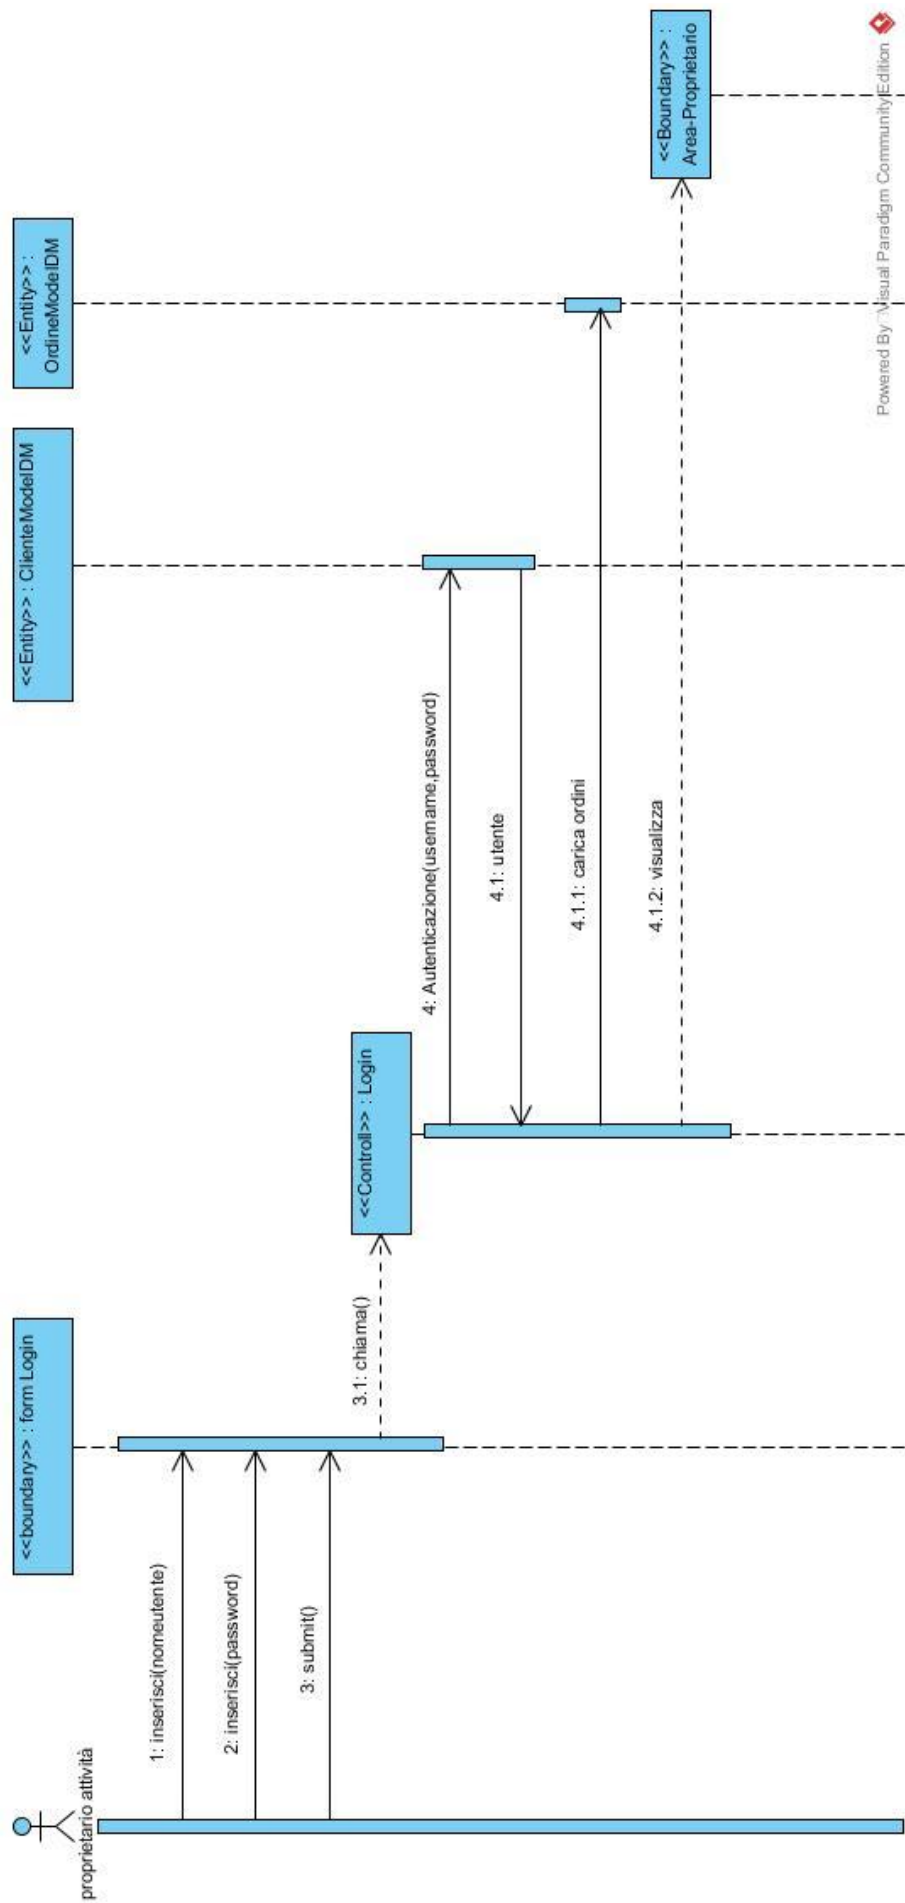 proprietario attività
<<boundary>> : form Login
<<Entity>> : ClienteModelDM
<<Entity>> :
OrdineModelDM
1: inserisci(nomeutente)
2: inserisci(password)
3: submit()
3.1: chiama()
<<Controll>> : Login
4: Autenticazione(username,password)
4.1: utente
4.1.1: carica ordini
4.1.2: visualizza
<<Boundary>> :
Area-Proprietario
Powered By Visual Paradigm Community Edition